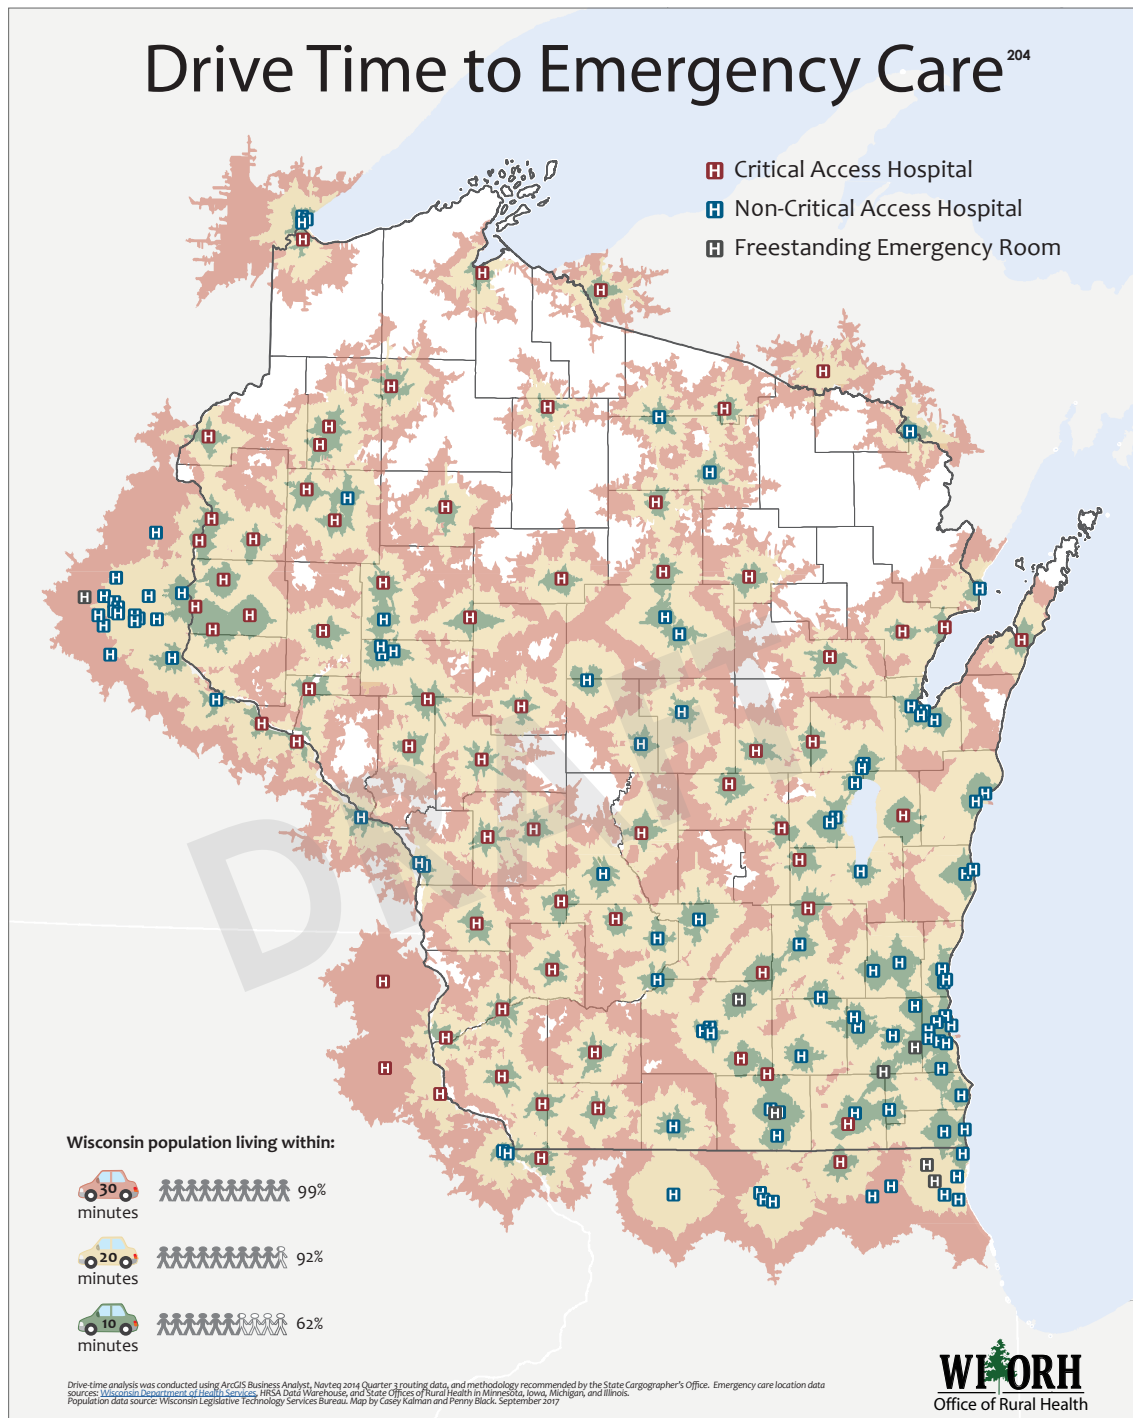 Drive Time to Emergency Care204
H Critical Access Hospital
H Non-Critical Access Hospital
H Freestanding Emergency Room
DRAFT
Wisconsin population living within:
30 99%
minutes
20 92%
minutes
10 62%
minutes
Drive-time analysis was conducted using ArcGIS Business Analyst, Navteq 2014 Quarter 3 routing data, and methodology recommended by the State Cargographer's Office. Emergency care location data
sources: Wisconsin Department of Health Services, HRSA Data Warehouse, and State Offices of Rural Health in Minnesota, Iowa, Michigan, and Illinois.
Population data source: Wisconsin Legislative Technology Services Bureau. Map by Casey Kalman and Penny Black. September 2017
WI ORH
Office of Rural Health